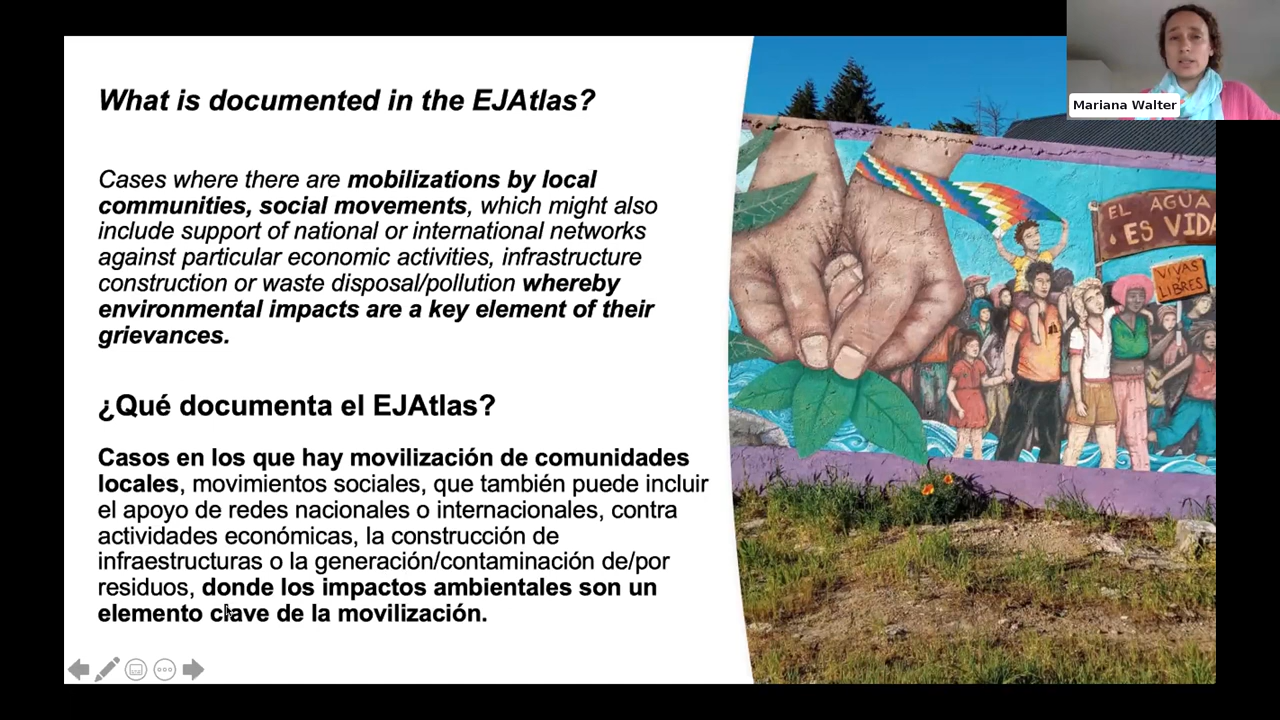 What is documented in the EJAtlas?
Cases where there are mobilizations by local
communities, social movements, which might also
include support of national or international networks
against particular economic activities, infrastructure
construction or waste disposal/pollution whereby
environmental impacts are a key element of their
grievances.
¿Qué documenta el EJAtlas?
Casos en los que hay movilización de comunidades
locales, movimientos sociales, que también puede incluir
el apoyo de redes nacionales o internacionales, contra
actividades económicas, la construcción de
infraestructuras o la generación/contaminación de/por
residuos, donde los impactos ambientales son un
elemento clave de la movilización.
Mariana Walter
EL AGUA
ES VIDA
VIVAS
Y
LIBRES